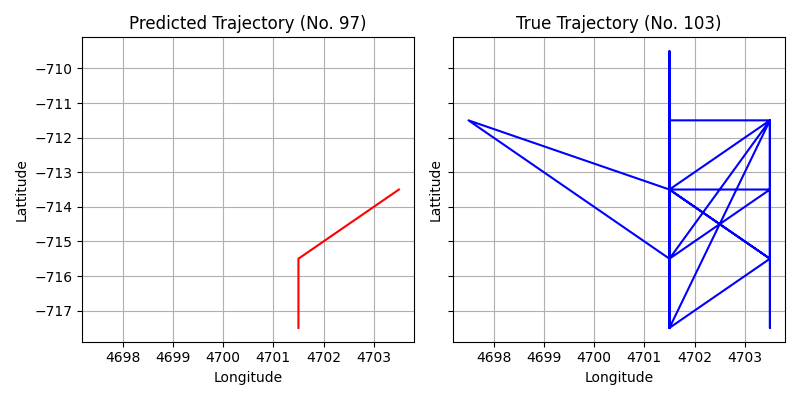 Predicted Trajectory (No. 97)
True Trajectory (No. 103)
Lattitude
−710
−711
−712
−713
−714
−715
−716
−717
4698 4699 4700 4701 4702 4703
Longitude
Lattitude
4698 4699 4700 4701 4702 4703
Longitude